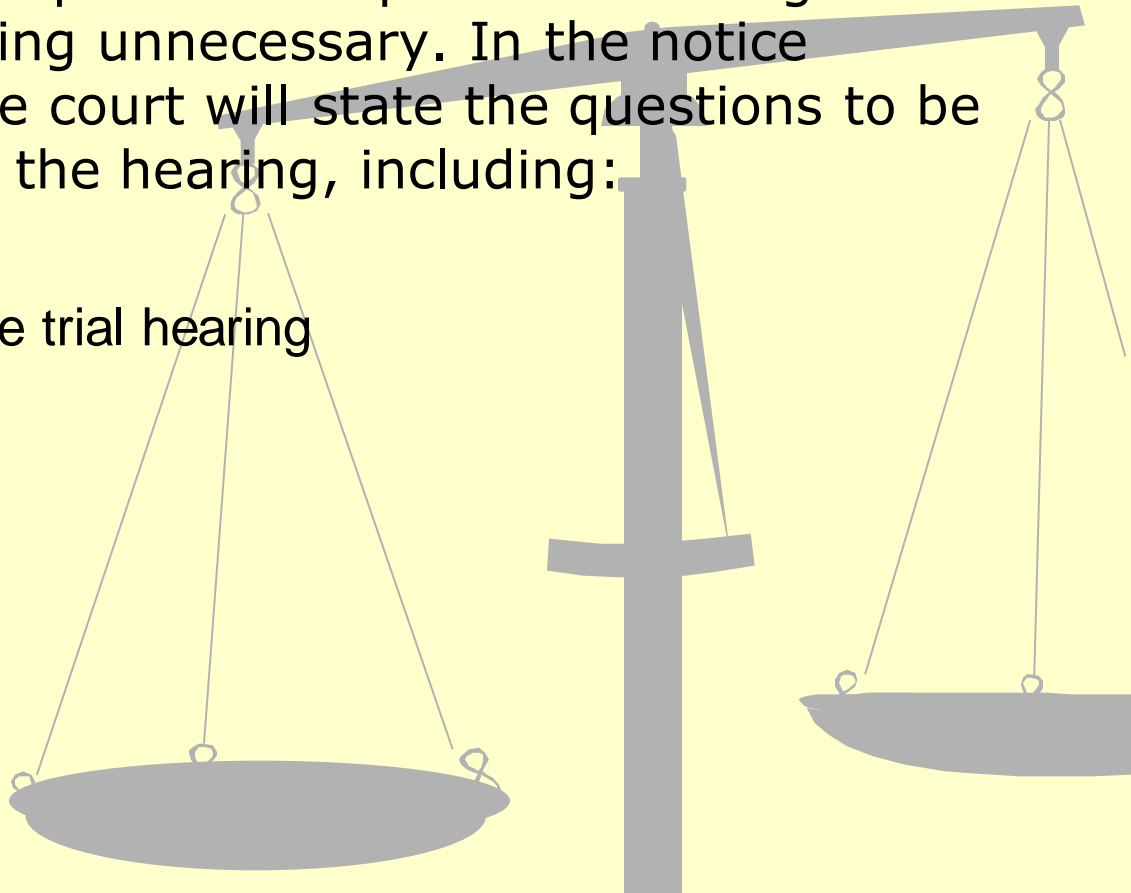 ing unnecessary. In the notice
e court will state the questions to be
the hearing, including:
e trial hearing